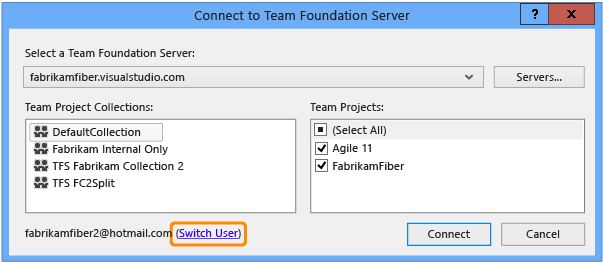 Connect to Team Foundation Server
? X
Select a Team Foundation Server:
fabrikamfiber.visualstudio.com
Servers...
Team Project Collections:
Team Projects:
DefaultCollection
Fabrikam Internal Only
TFS Fabrikam Collection 2
TFS FC2Split
(Select All)
Agile 11
FabrikamFiber
fabrikamfiber2@hotmail.com (Switch User)
Connect
Cancel